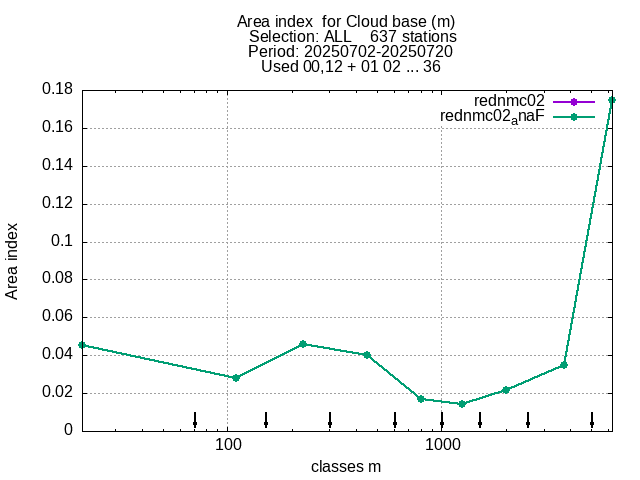 Area index  for Cloud base (m)
Selection: ALL    637 stations
Period: 20250702-20250720
Used 00,12 + 01 02 ... 36
rednmc02
rednmc02anaF
0.18
0.16
0.14
0.12
0.1
0.08
0.06
0.04
0.02
0
Area index
100
1000
classes m